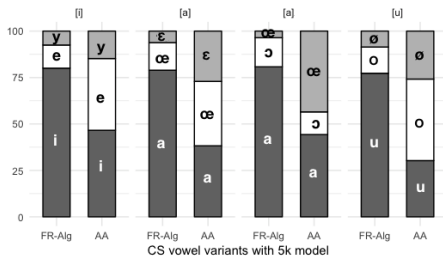 [i] [a] [a] [u]
100 y y ɛ ɛ œ œ ø ø
e e œ œ ɔ ɔ o o
75
50
i i a a a a u u
25
0
FR-Alg AA FR-Alg AA FR-Alg AA FR-Alg AA
CS vowel variants with 5k model